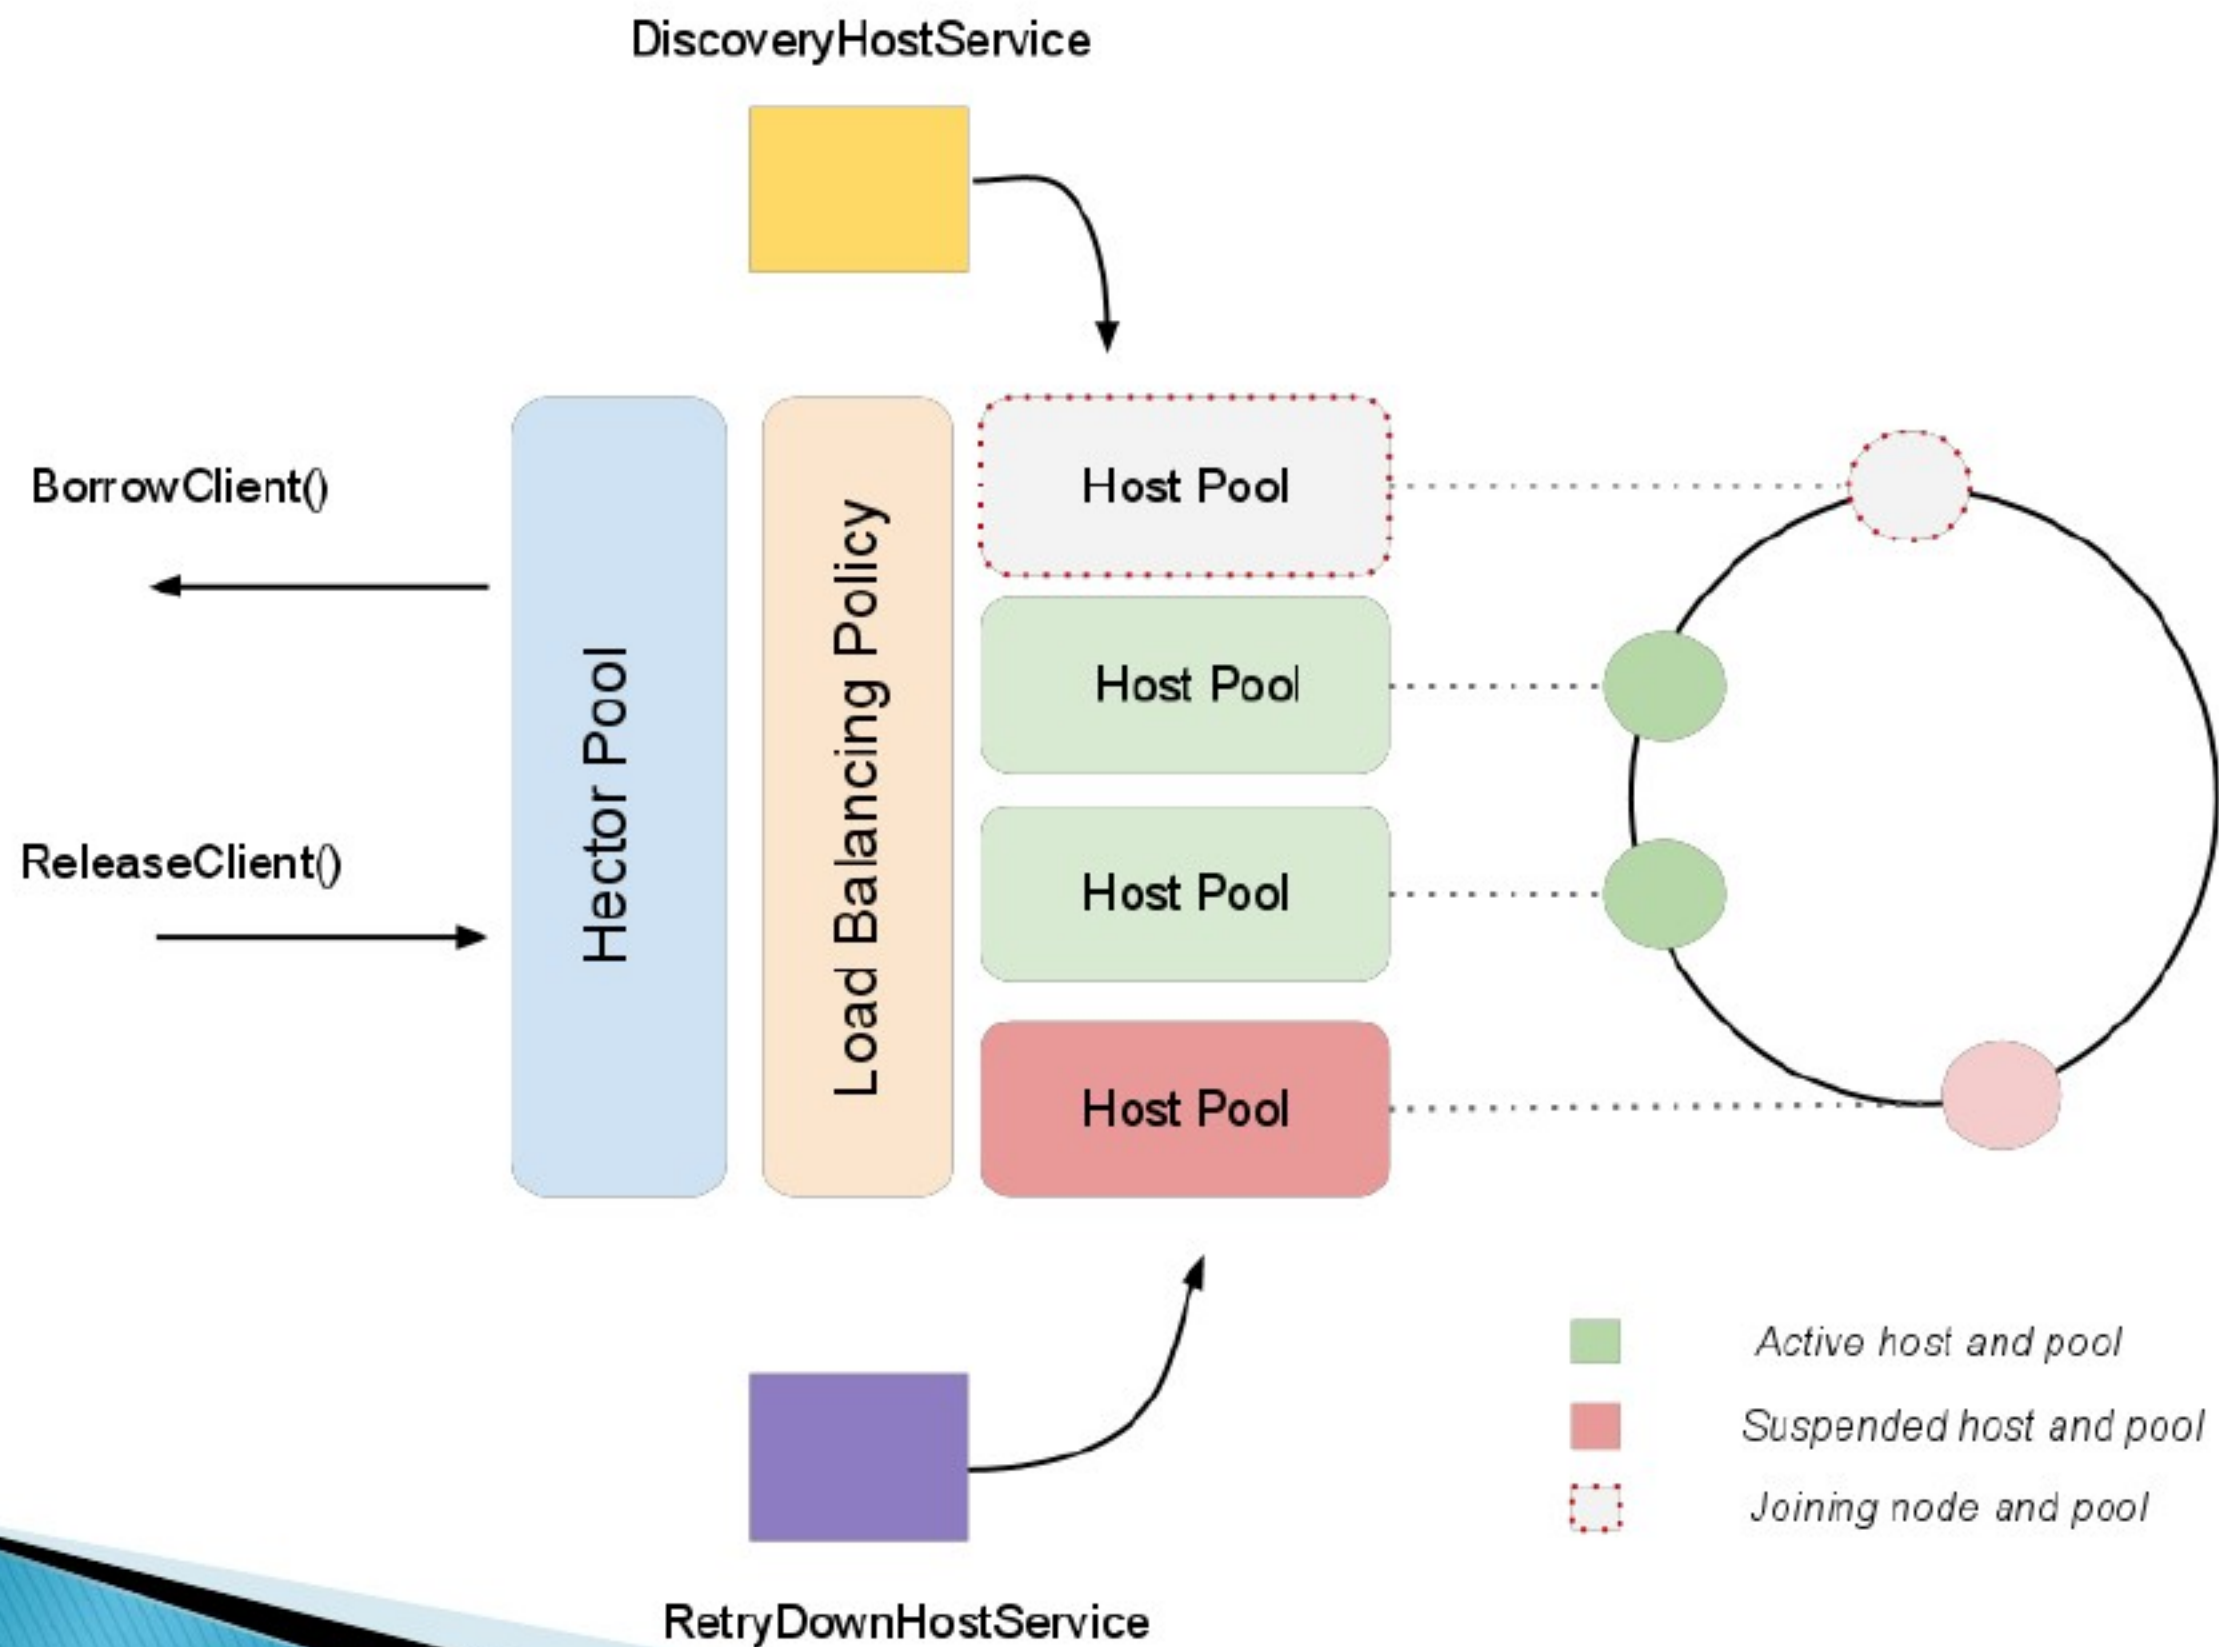 DiscoveryHostService
BorrowClient()
ReleaseClient()
Hector Pool
Load Balancing Policy
Host Pool
Host Pool
Host Pool
Host Pool
Active host and pool
Suspended host and pool
Joining node and pool
RetryDownHostService